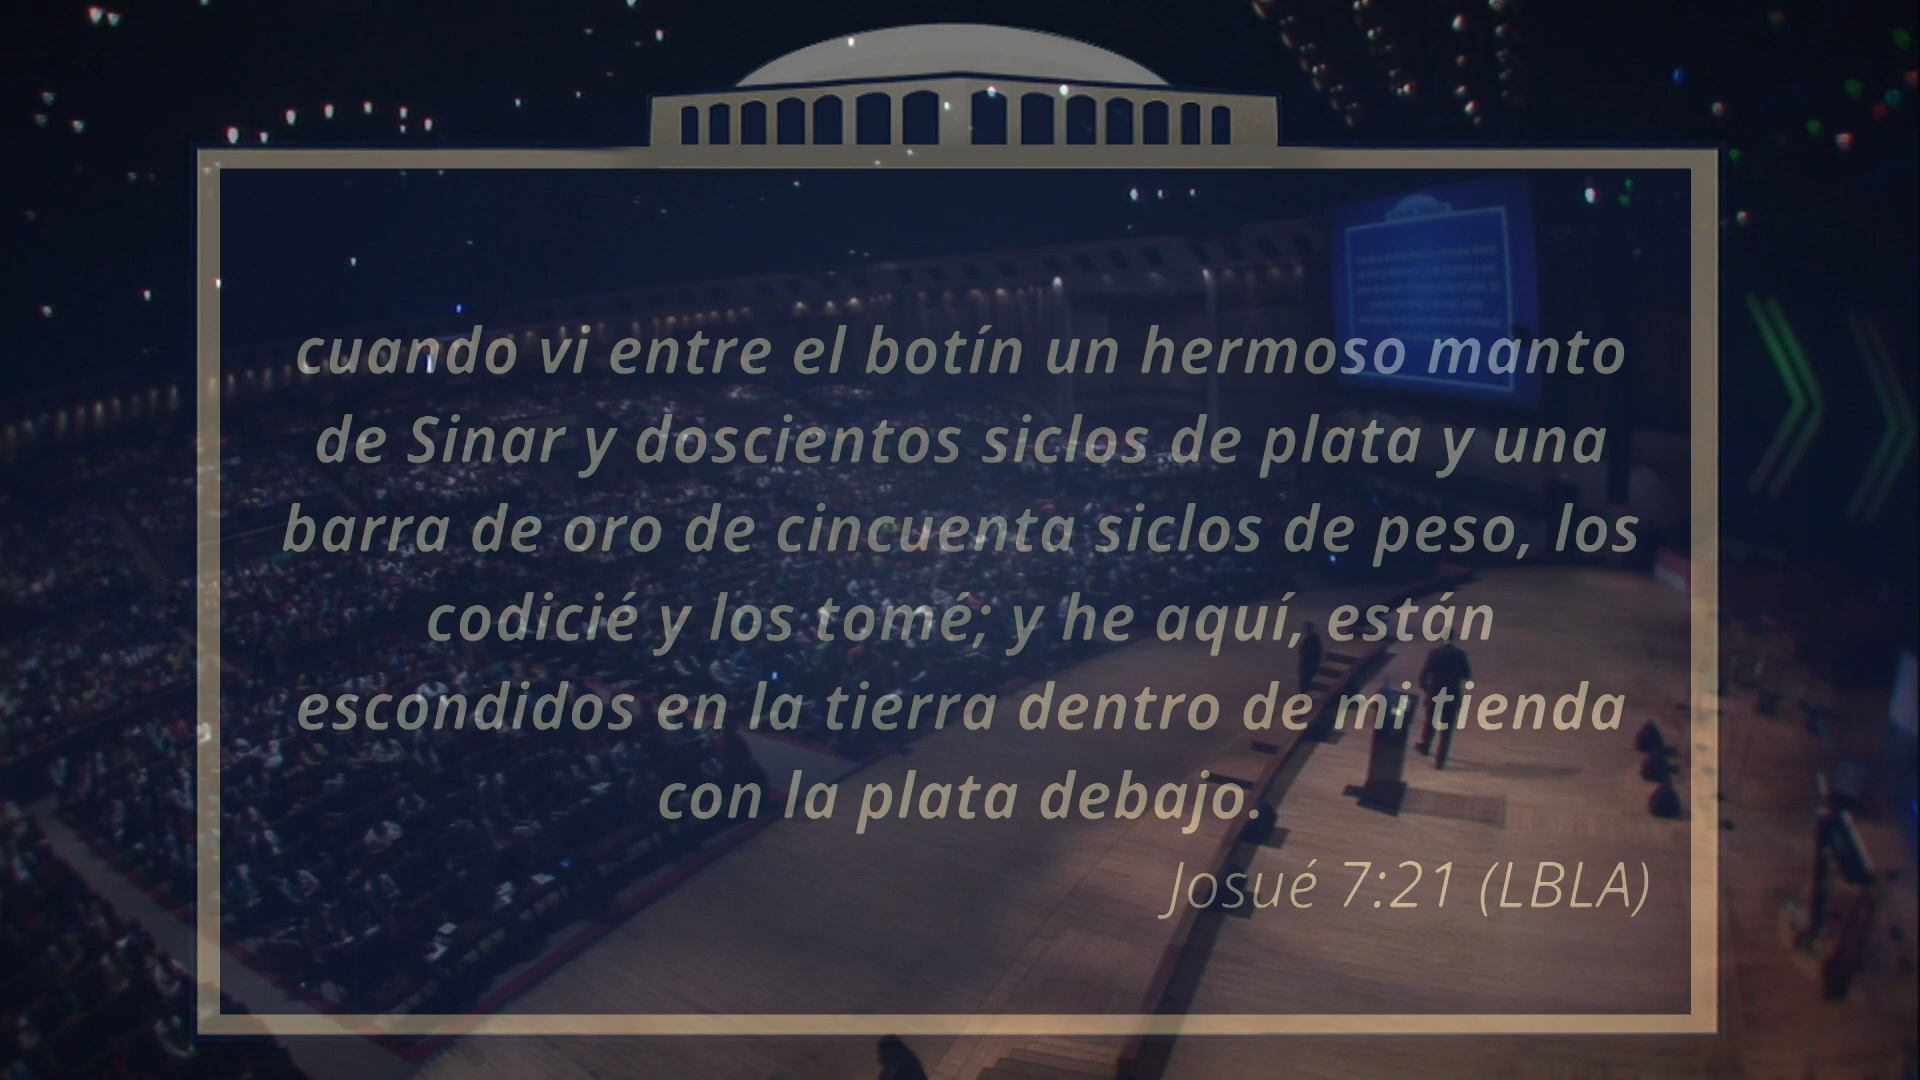 cuando vi entre el botín un hermoso manto
de Sinar y doscientos siclos de plata y una
barra de oro de cincuenta siclos de peso, los
codicié y los tomé; y he aquí, están
escondidos en la tierra dentro de mi tienda
con la plata debajo.
Josué 7:21 (LBLA)